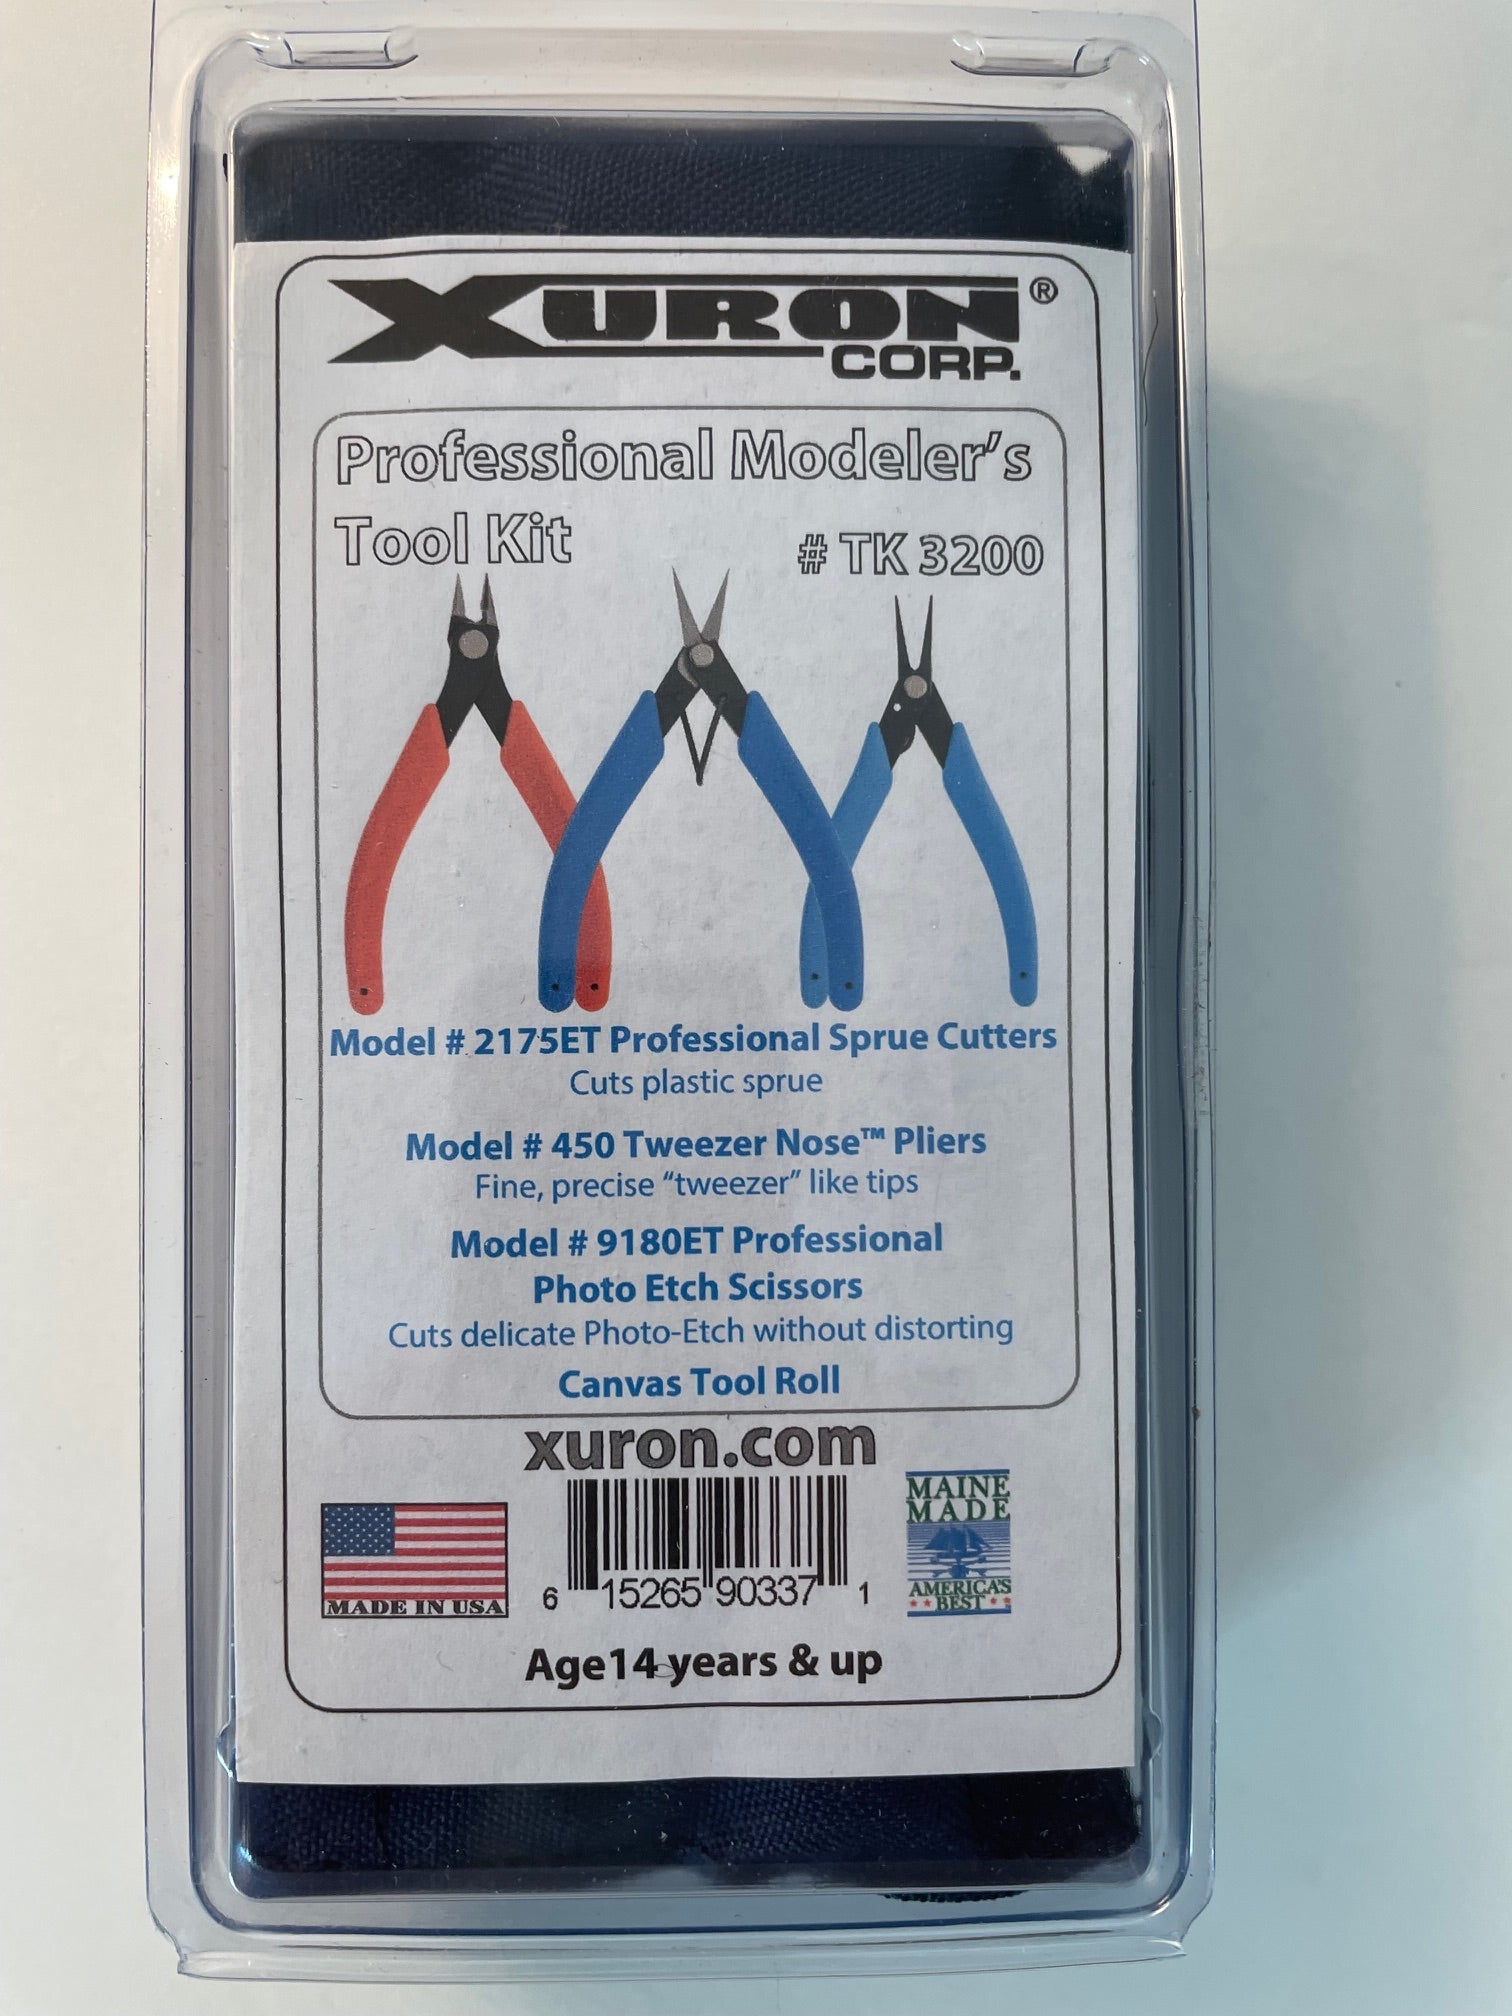 XURON®
CORP.
Professional Modeler's
Tool Kit
# TK 3200
Model # 2175ET Professional Sprue Cutters
Cuts plastic sprue
Model # 450 Tweezer Nose™ Pliers
Fine, precise “tweezer” like tips
Model # 9180ET Professional
Photo Etch Scissors
Cuts delicate Photo-Etch without distorting
Canvas Tool Roll
xuron.com
MADE IN USA
6 15265 90337 1
MAINE
MADE
AMERICA'S
BEST
Age14 years & up